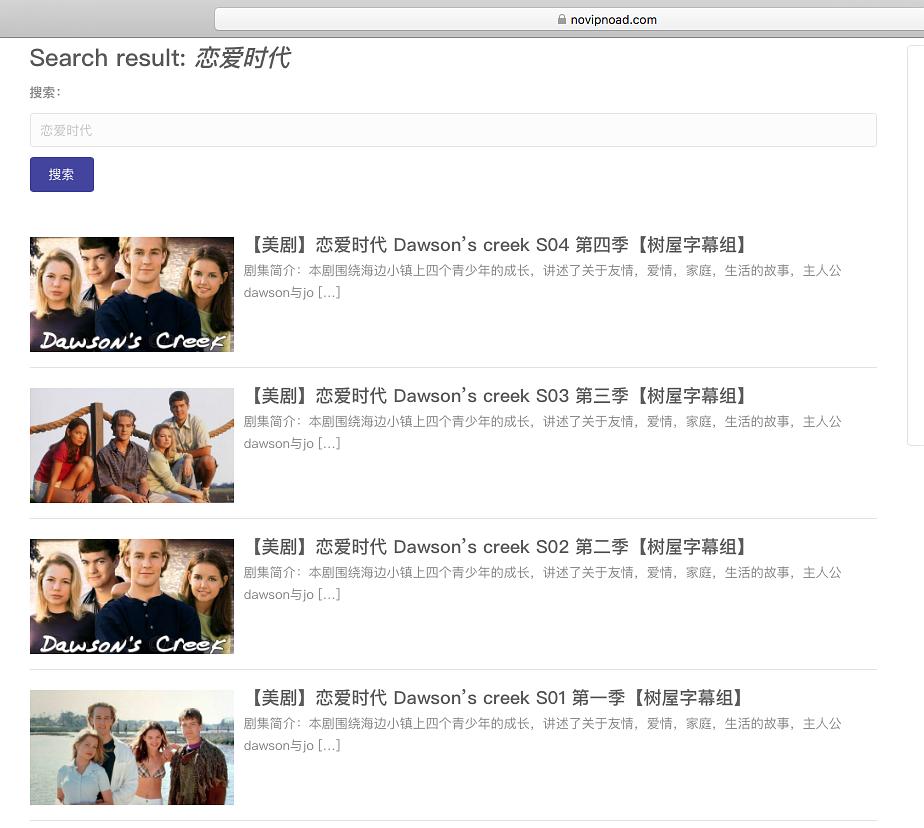 novipnoad.com
Search result: 恋爱时代
搜索：
恋爱时代
搜索
【美剧】恋爱时代 Dawson's creek S04 第四季【树屋字幕组】
剧集简介：本剧围绕海边小镇上四个青少年的成长，讲述了关于友情，爱情，家庭，生活的故事，主人公
dawson与jo [...]
Dawson's Creek
【美剧】恋爱时代 Dawson's creek S03 第三季【树屋字幕组】
剧集简介：本剧围绕海边小镇上四个青少年的成长，讲述了关于友情，爱情，家庭，生活的故事，主人公
dawson与jo [...]
【美剧】恋爱时代 Dawson's creek S02 第二季【树屋字幕组】
剧集简介：本剧围绕海边小镇上四个青少年的成长，讲述了关于友情，爱情，家庭，生活的故事，主人公
dawson与jo [...]
Dawson's Creek
【美剧】恋爱时代 Dawson's creek S01 第一季【树屋字幕组】
剧集简介：本剧围绕海边小镇上四个青少年的成长，讲述了关于友情，爱情，家庭，生活的故事，主人公
dawson与jo [...]